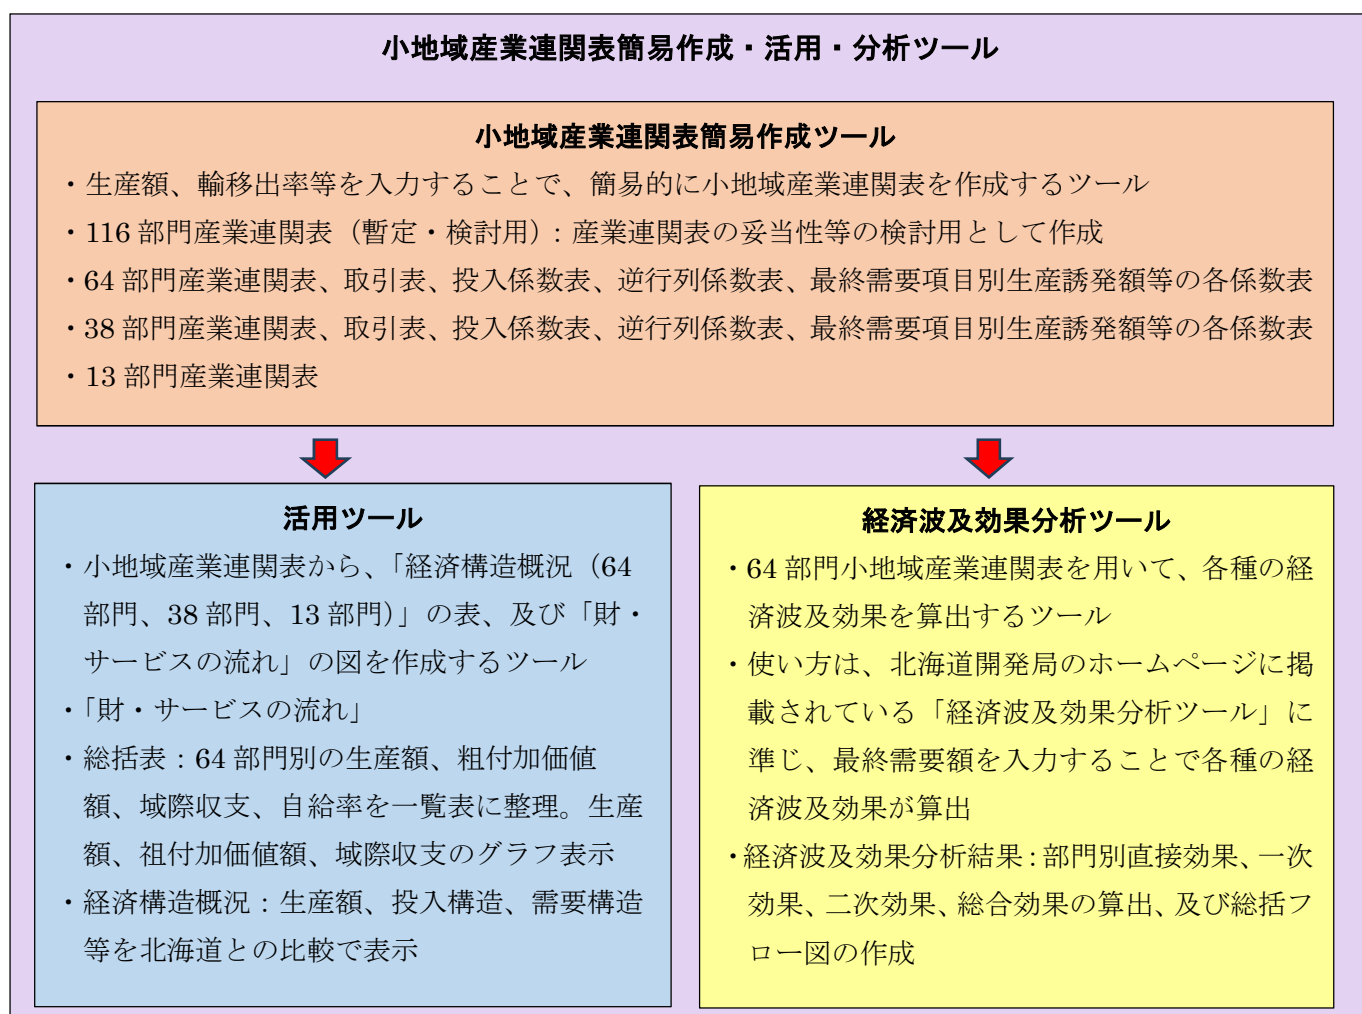 小地域産業連関表簡易作成・活用・分析ツール
小地域産業連関表簡易作成ツール
・生産額、輸移出率等を入力することで、簡易的に小地域産業連関表を作成するツール
・116 部門産業連関表（暫定・検討用）：産業連関表の妥当性等の検討用として作成
・64 部門産業連関表、取引表、投入係数表、逆行列係数表、最終需要項目別生産誘発額等の各係数表
・38 部門産業連関表、取引表、投入係数表、逆行列係数表、最終需要項目別生産誘発額等の各係数表
・13 部門産業連関表
活用ツール
・小地域産業連関表から、「経済構造概況（64
部門、38 部門、13 部門）」の表、及び「財・
サービスの流れ」の図を作成するツール
・「財・サービスの流れ」
・総括表：64 部門別の生産額、粗付加価値
額、域際収支、自給率を一覧表に整理。生産
額、祖付加価値額、域際収支のグラフ表示
・経済構造概況：生産額、投入構造、需要構造
等を北海道との比較で表示
経済波及効果分析ツール
・64 部門小地域産業連関表を用いて、各種の経
済波及効果を算出するツール
・使い方は、北海道開発局のホームページに掲
載されている「経済波及効果分析ツール」に
準じ、最終需要額を入力することで各種の経
済波及効果が算出
・経済波及効果分析結果：部門別直接効果、一次
効果、二次効果、総合効果の算出、及び総括フ
ロー図の作成